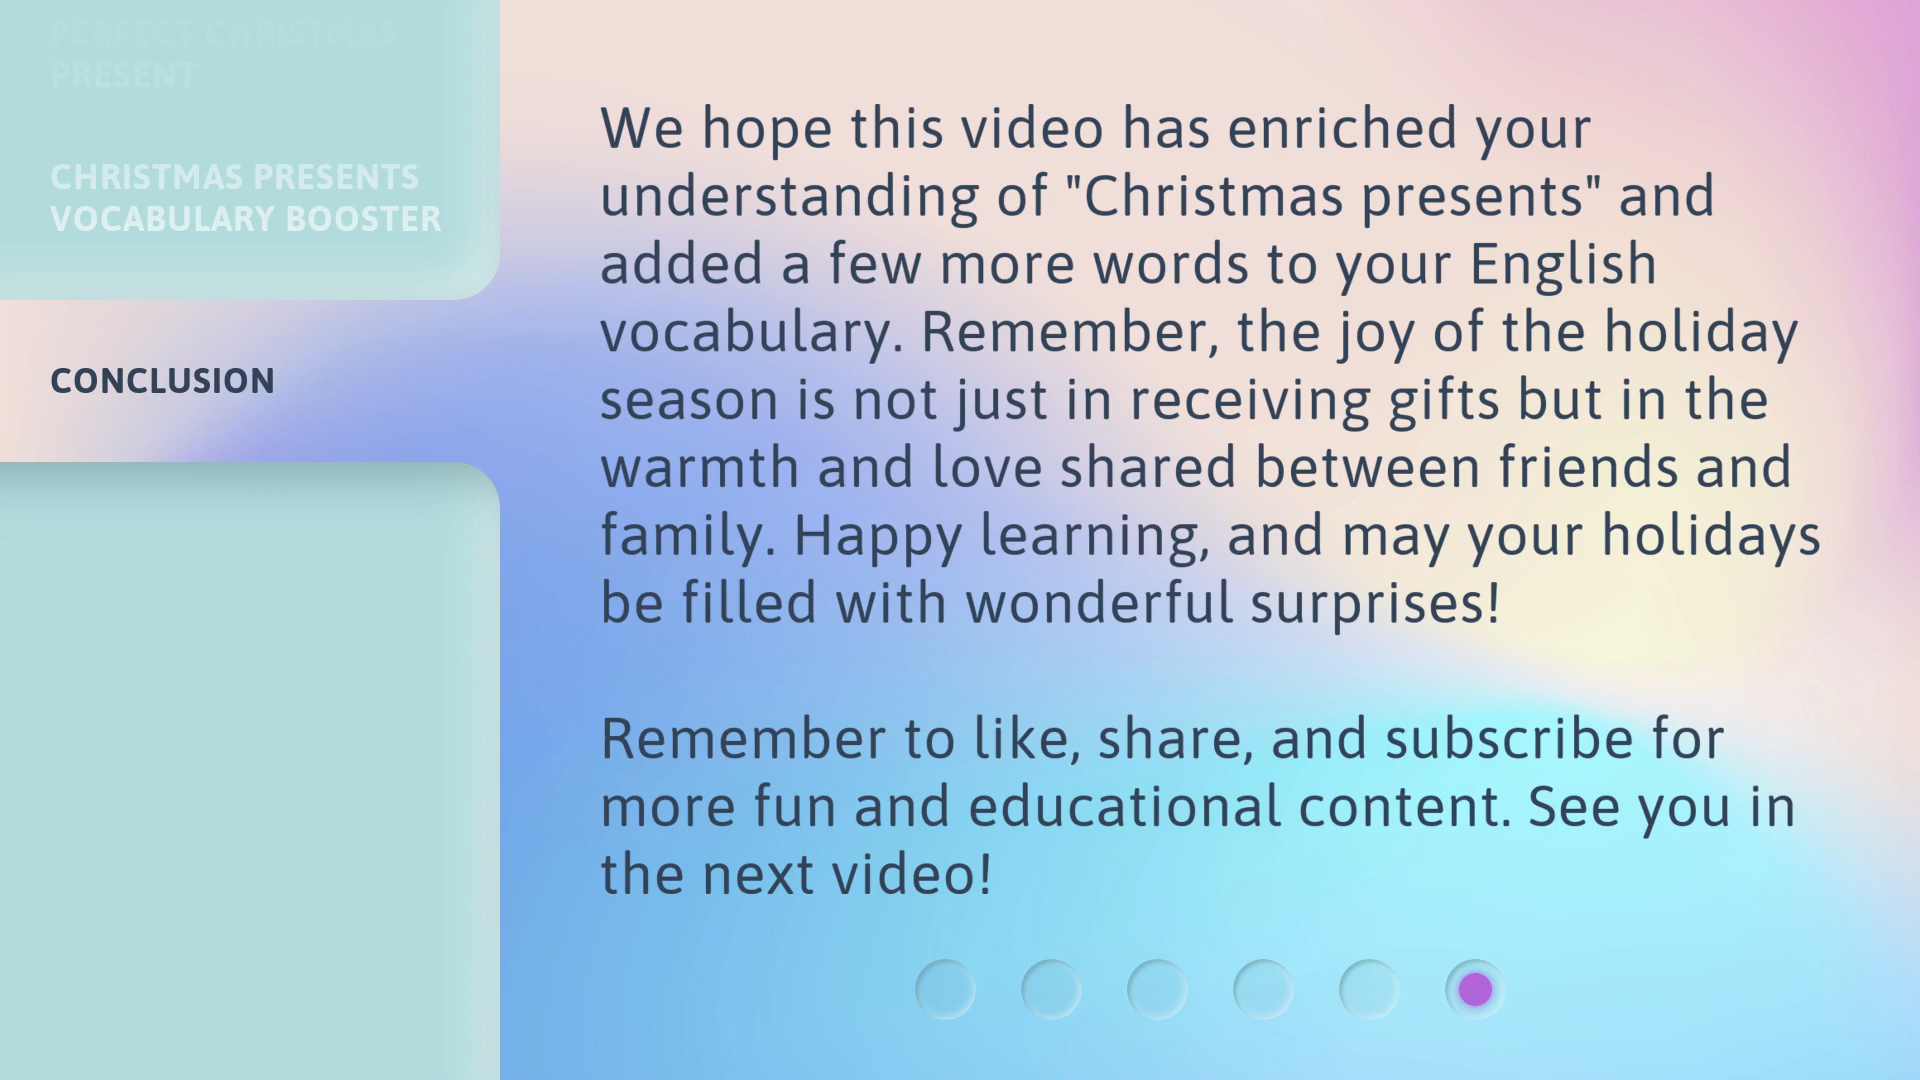 PERFECT CHRISTMAS
PRESENT
CHRISTMAS PRESENTS
VOCABULARY BOOSTER
CONCLUSION
We hope this video has enriched your
understanding of "Christmas presents" and
added a few more words to your English
vocabulary. Remember, the joy of the holiday
season is not just in receiving gifts but in the
warmth and love shared between friends and
family. Happy learning, and may your holidays
be filled with wonderful surprises!
Remember to like, share, and subscribe for
more fun and educational content. See you in
the next video!